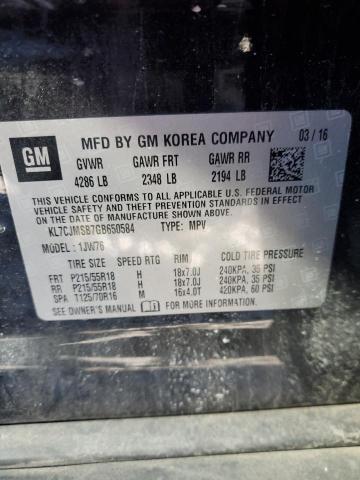 GM
MFD BY GM KOREA COMPANY 03/16
GVWR GAWR FRT GAWR RR
4286 LB 2348 LB 2194 LB
THIS VEHICLE CONFORMS TO ALL APPLICABLE U.S. FEDERAL MOTOR
VEHICLE SAFETY, BUMPER, AND THEFT PREVENTION STANDARDS IN
EFFECT ON THE DATE OF MANUFACTURE SHOWN ABOVE.
KL7CJMSB7GB650584 TYPE: MPV
MODEL: 1JW76
TIRE SIZE SPEED RTG RIM COLD TIRE PRESSURE
FRT P215/55R18 H 18x7.0J 240KPA, 35 PSI
RR P215/55R18 H 18x7.0J 240KPA, 35 PSI
SPA T125/70R16 M 16x4.0T 420KPA, 60 PSI
SEE OWNER'S MANUAL FOR MORE INFORMATION.